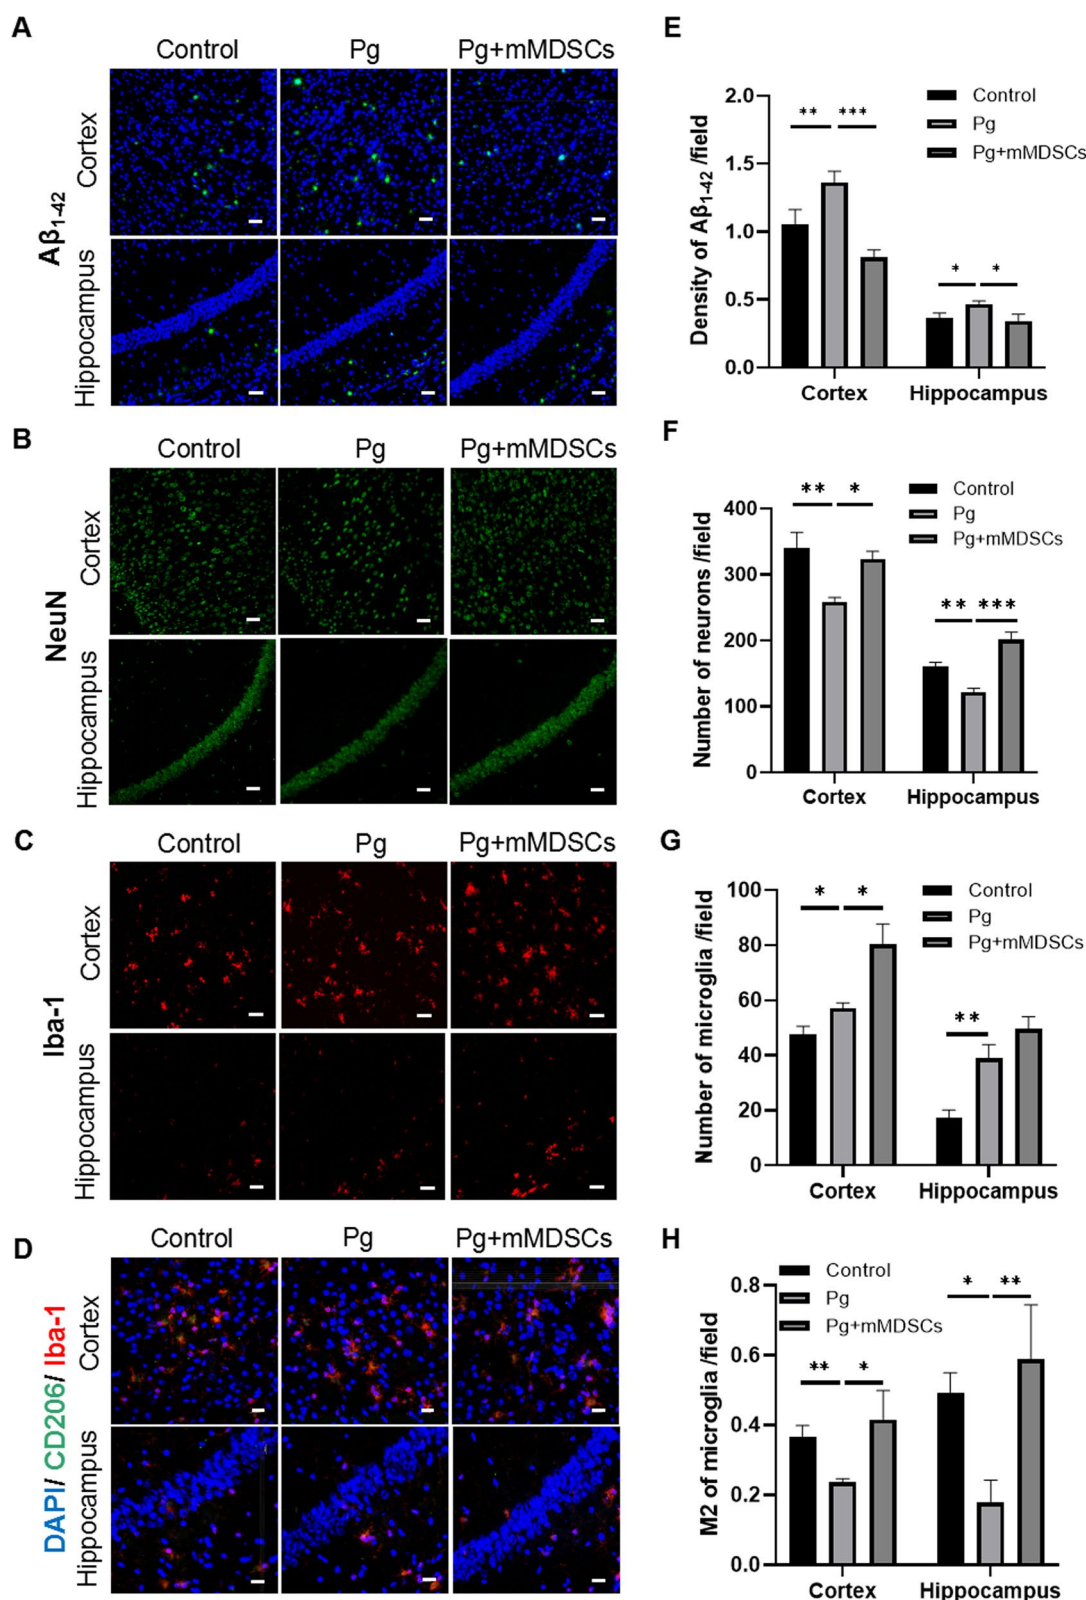 A
Control Pg Pg+mMDSCs
Cortex
Hippocampus
Aβ1-42
B
Control Pg Pg+mMDSCs
Cortex
Hippocampus
NeuN
C
Control Pg Pg+mMDSCs
Cortex
Hippocampus
Iba-1
D
Control Pg Pg+mMDSCs
Cortex
Hippocampus
DAPI/ CD206/ Iba-1
E
Control
Pg
Pg+mMDSCs
** ***
* *
2.0
1.5
1.0
0.5
0.0
Density of Aβ1-42 /field
Cortex Hippocampus
F
Control
Pg
Pg+mMDSCs
** *
** ***
400
300
200
100
0
Number of neurons /field
Cortex Hippocampus
G
Control
Pg
Pg+mMDSCs
* *
**
100
80
60
40
20
0
Number of microglia /field
Cortex Hippocampus
H
Control
Pg
Pg+mMDSCs
* **
** *
0.8
0.6
0.4
0.2
0.0
M2 of microglia /field
Cortex Hippocampus